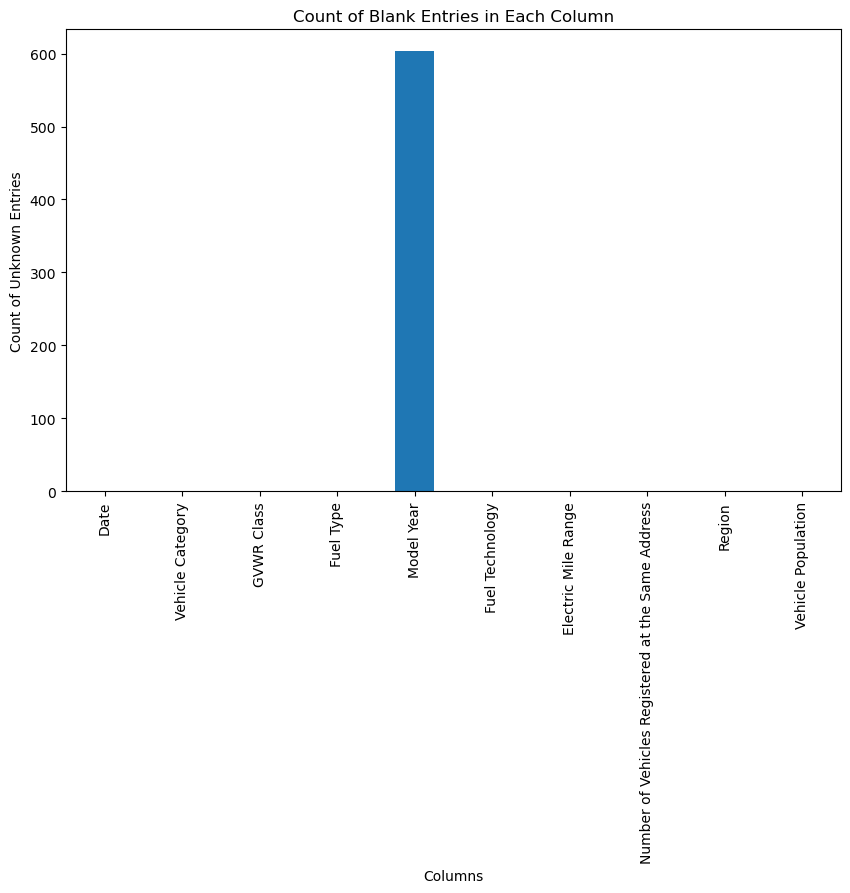 Count of Blank Entries in Each Column
Count of Unknown Entries
600
500
400
300
200
100
0
Date
Vehicle Category
GVWR Class
Fuel Type
Model Year
Fuel Technology
Electric Mile Range
Number of Vehicles Registered at the Same Address
Region
Vehicle Population
Columns